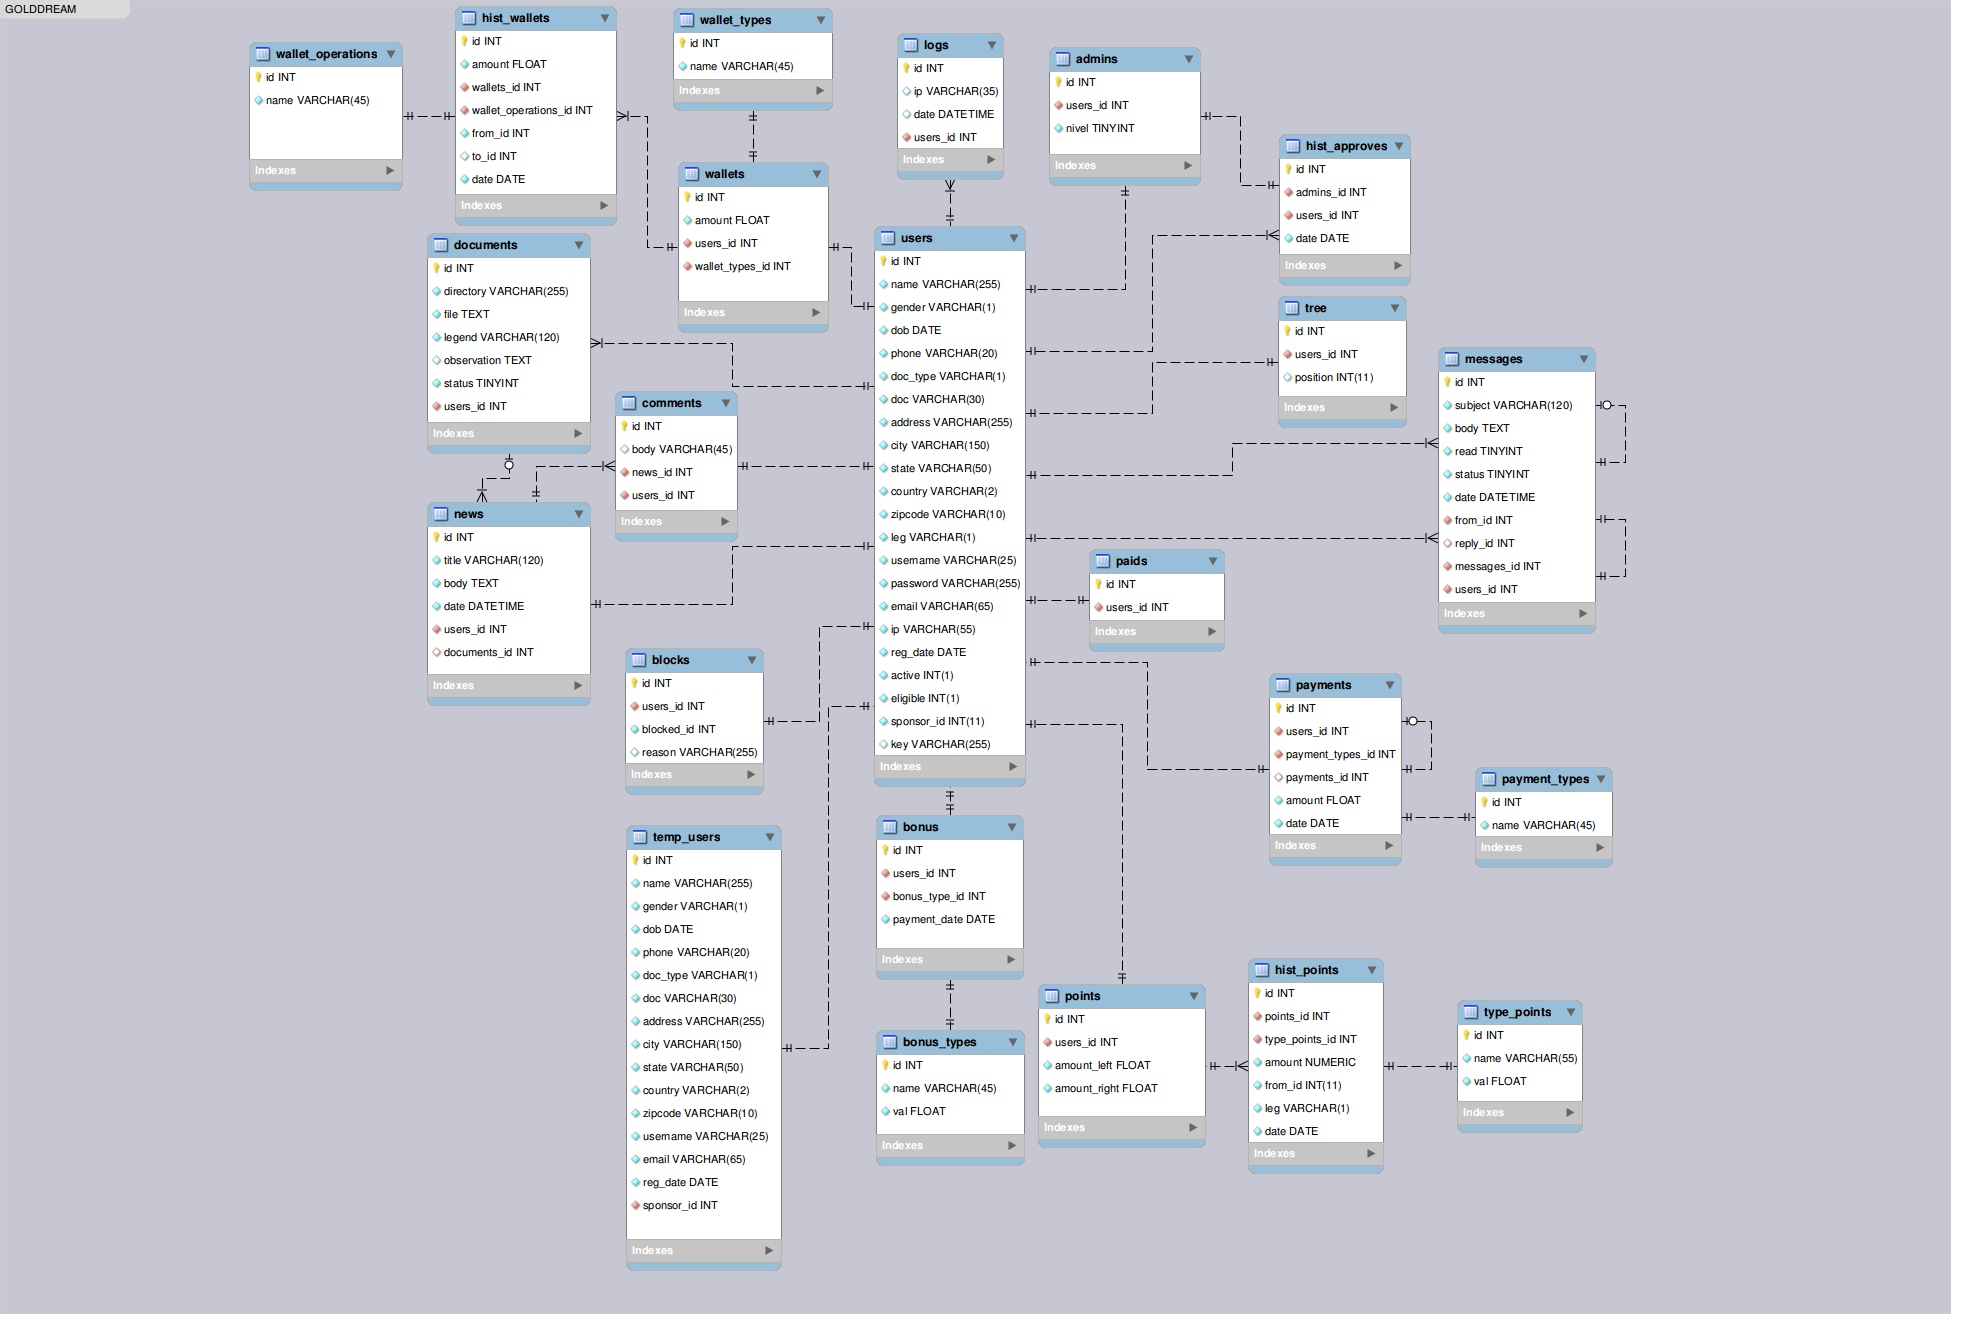 GOLDDREAM
wallet_operations
id INT
name VARCHAR(45)
Indexes
hist_wallets
id INT
amount FLOAT
wallets_id INT
wallet_operations_id INT
from_id INT
to_id INT
date DATE
Indexes
wallet_types
id INT
name VARCHAR(45)
Indexes
wallets
id INT
amount FLOAT
users_id INT
wallet_types_id INT
Indexes
logs
id INT
ip VARCHAR(35)
date DATETIME
users_id INT
Indexes
admins
id INT
users_id INT
nivel TINYINT
Indexes
hist_approves
id INT
admins_id INT
users_id INT
date DATE
Indexes
documents
id INT
directory VARCHAR(255)
file TEXT
legend VARCHAR(120)
observation TEXT
status TINYINT
users_id INT
Indexes
comments
id INT
body VARCHAR(45)
news_id INT
users_id INT
Indexes
users
id INT
name VARCHAR(255)
gender VARCHAR(1)
dob DATE
phone VARCHAR(20)
doc_type VARCHAR(1)
doc VARCHAR(30)
address VARCHAR(255)
city VARCHAR(150)
state VARCHAR(50)
country VARCHAR(2)
zipcode VARCHAR(10)
leg VARCHAR(1)
username VARCHAR(25)
password VARCHAR(255)
email VARCHAR(65)
ip VARCHAR(55)
reg_date DATE
active INT(1)
eligible INT(1)
sponsor_id INT(11)
key VARCHAR(255)
Indexes
tree
id INT
users_id INT
position INT(11)
Indexes
messages
id INT
subject VARCHAR(120)
body TEXT
read TINYINT
status TINYINT
date DATETIME
from_id INT
reply_id INT
messages_id INT
users_id INT
Indexes
news
id INT
title VARCHAR(120)
body TEXT
date DATETIME
users_id INT
documents_id INT
Indexes
paids
id INT
users_id INT
Indexes
blocks
id INT
users_id INT
blocked_id INT
reason VARCHAR(255)
Indexes
payments
id INT
users_id INT
payment_types_id INT
payments_id INT
amount FLOAT
date DATE
Indexes
payment_types
id INT
name VARCHAR(45)
Indexes
temp_users
id INT
name VARCHAR(255)
gender VARCHAR(1)
dob DATE
phone VARCHAR(20)
doc_type VARCHAR(1)
doc VARCHAR(30)
address VARCHAR(255)
city VARCHAR(150)
state VARCHAR(50)
country VARCHAR(2)
zipcode VARCHAR(10)
username VARCHAR(25)
email VARCHAR(65)
reg_date DATE
sponsor_id INT
Indexes
bonus
id INT
users_id INT
bonus_type_id INT
payment_date DATE
Indexes
bonus_types
id INT
name VARCHAR(45)
val FLOAT
Indexes
points
id INT
users_id INT
amount_left FLOAT
amount_right FLOAT
Indexes
hist_points
id INT
points_id INT
type_points_id INT
amount NUMERIC
from_id INT(11)
leg VARCHAR(1)
date DATE
Indexes
type_points
id INT
name VARCHAR(55)
val FLOAT
Indexes